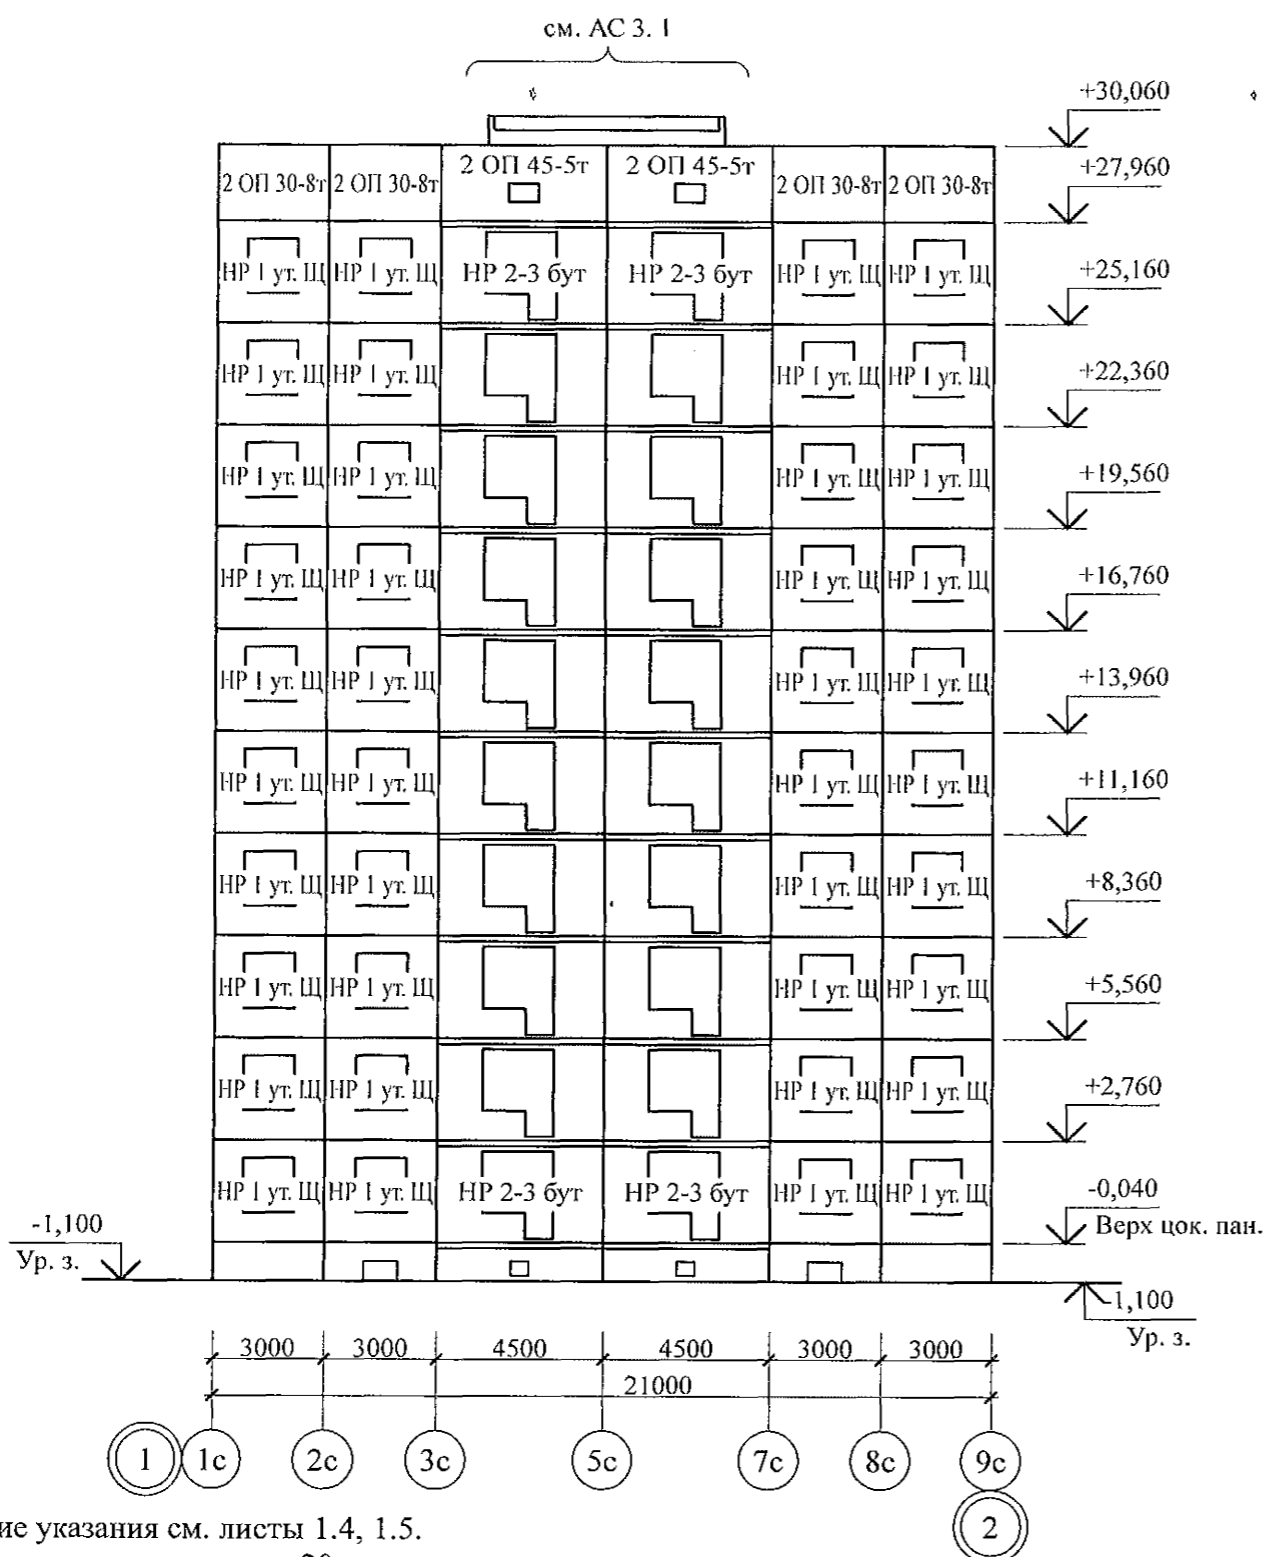 см. АС 3. 1
+30,060
2 ОП 30-8т 2 ОП 30-8т 2 ОП 45-5т 2 ОП 45-5т 2 ОП 30-8т 2 ОП 30-8т
+27,960
НР 1 ут. Щ НР 1 ут. Щ НР 2-3 бут НР 2-3 бут НР 1 ут. Щ НР 1 ут. Щ
+25,160
НР 1 ут. Щ НР 1 ут. Щ НР 1 ут. Щ НР 1 ут. Щ
+22,360
НР 1 ут. Щ НР 1 ут. Щ НР 1 ут. Щ НР 1 ут. Щ
+19,560
НР 1 ут. Щ НР 1 ут. Щ НР 1 ут. Щ НР 1 ут. Щ
+16,760
НР 1 ут. Щ НР 1 ут. Щ НР 1 ут. Щ НР 1 ут. Щ
+13,960
НР 1 ут. Щ НР 1 ут. Щ НР 1 ут. Щ НР 1 ут. Щ
+11,160
НР 1 ут. Щ НР 1 ут. Щ НР 1 ут. Щ НР 1 ут. Щ
+8,360
НР 1 ут. Щ НР 1 ут. Щ НР 1 ут. Щ НР 1 ут. Щ
+5,560
НР 1 ут. Щ НР 1 ут. Щ НР 1 ут. Щ НР 1 ут. Щ
+2,760
НР 1 ут. Щ НР 1 ут. Щ НР 2-3 бут НР 2-3 бут НР 1 ут. Щ НР 1 ут. Щ
-0,040
Верх цок. пан.
-1,100
Ур. з.
-1,100
Ур. з.
3000 3000 4500 4500 3000 3000
21000
1 1с 2с 3с 5с 7с 8с 9с
2
ие указания см. листы 1.4, 1.5.